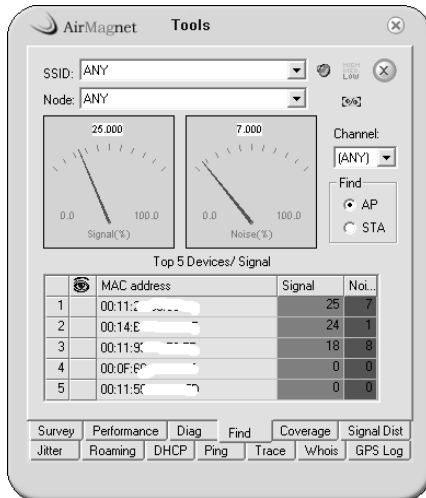 AirMagnet Tools
SSID: ANY
HIGH
MED
LOW
Node: ANY
[%]
25.000
0.0 100.0
Signal(%)
7.000
0.0 100.0
Noise(%)
Channel:
(ANY)
Find
AP
STA
Top 5 Devices/ Signal
MAC address Signal Noi...
1 00:11: 25 7
2 00:14: 24 1
3 00:11:9 18 8
4 00:0F: 0 0
5 00:11:50 0 0
Survey Performance Diag Find Coverage Signal Dist
Jitter Roaming DHCP Ping Trace Whois GPS Log